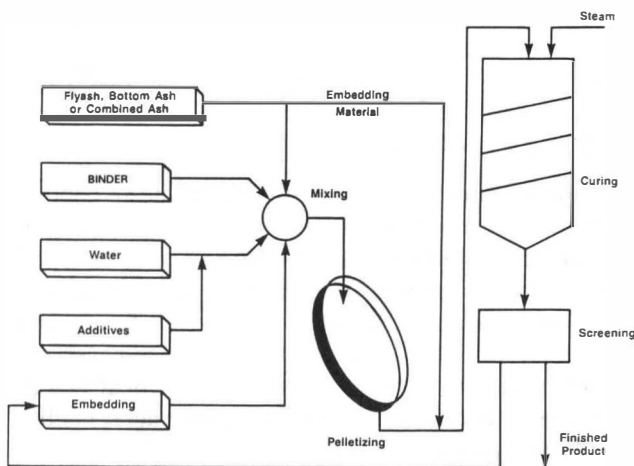 Steam
Flyash, Bottom Ash
or Combined Ash
Embedding
Material
BINDER
Mixing
Curing
Water
Additives
Screening
Embedding
Pelletizing
Finished
Product